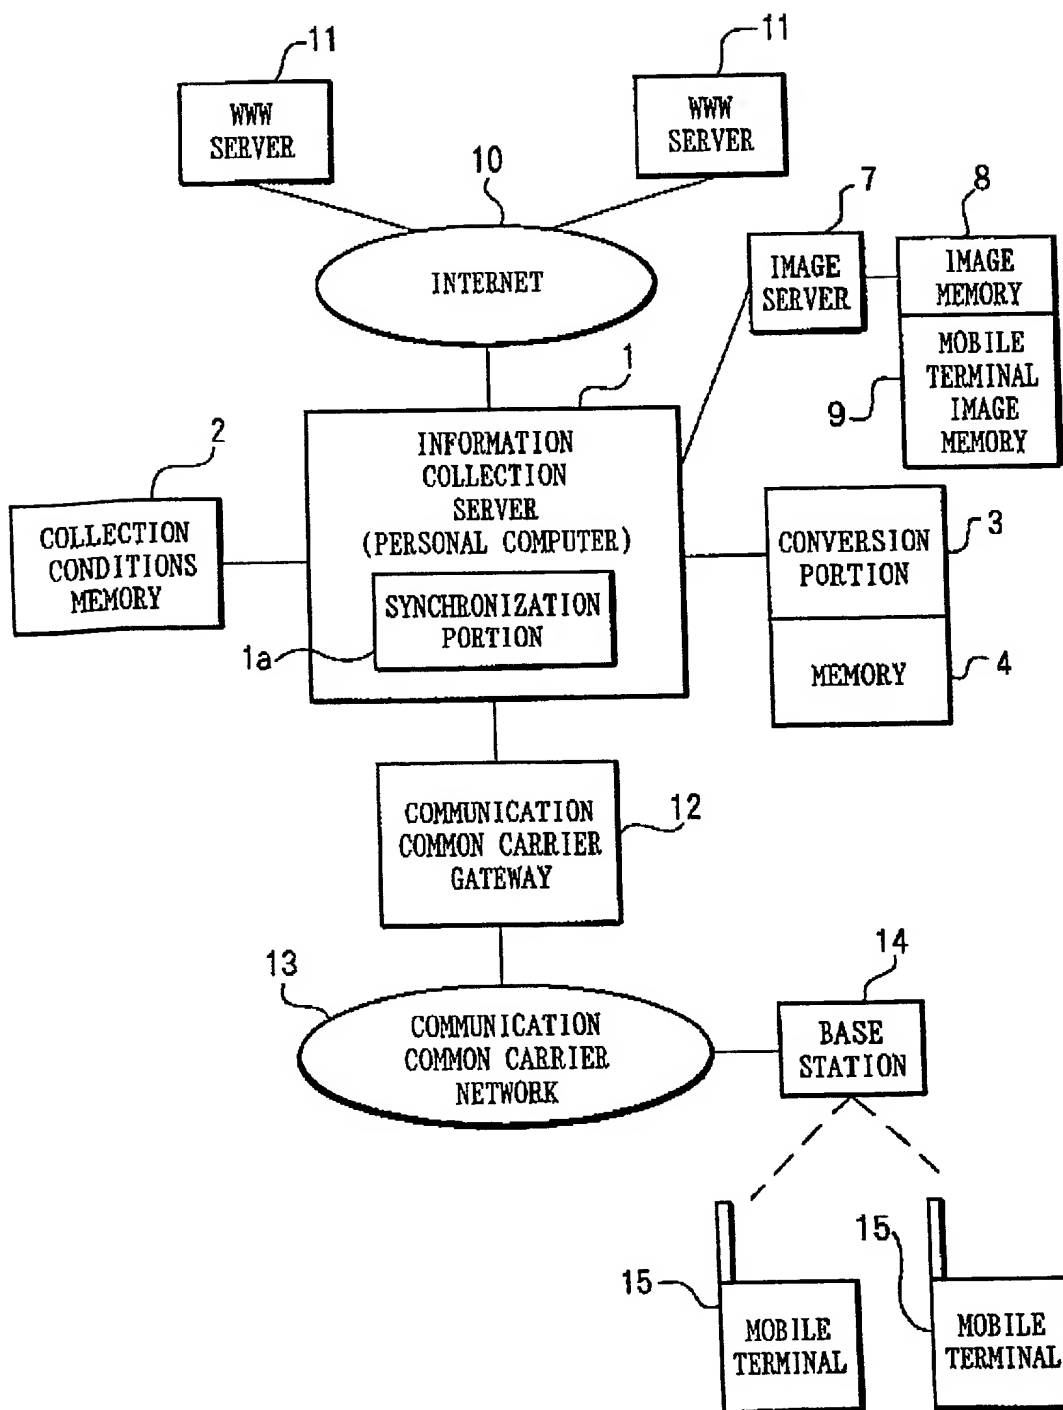 11
11
WWW
SERVER
WWW
SERVER
10
7
8
INTERNET
IMAGE
SERVER
IMAGE
MEMORY
MOBILE
TERMINAL
IMAGE
MEMORY
9
1
INFORMATION
COLLECTION
SERVER
(PERSONAL COMPUTER)
2
COLLECTION
CONDITIONS
MEMORY
SYNCHRONIZATION
PORTION
1a
CONVERSION
PORTION
3
MEMORY
4
COMMUNICATION
COMMON CARRIER
GATEWAY
12
13
COMMUNICATION
COMMON CARRIER
NETWORK
14
BASE
STATION
15
MOBILE
TERMINAL
15
MOBILE
TERMINAL